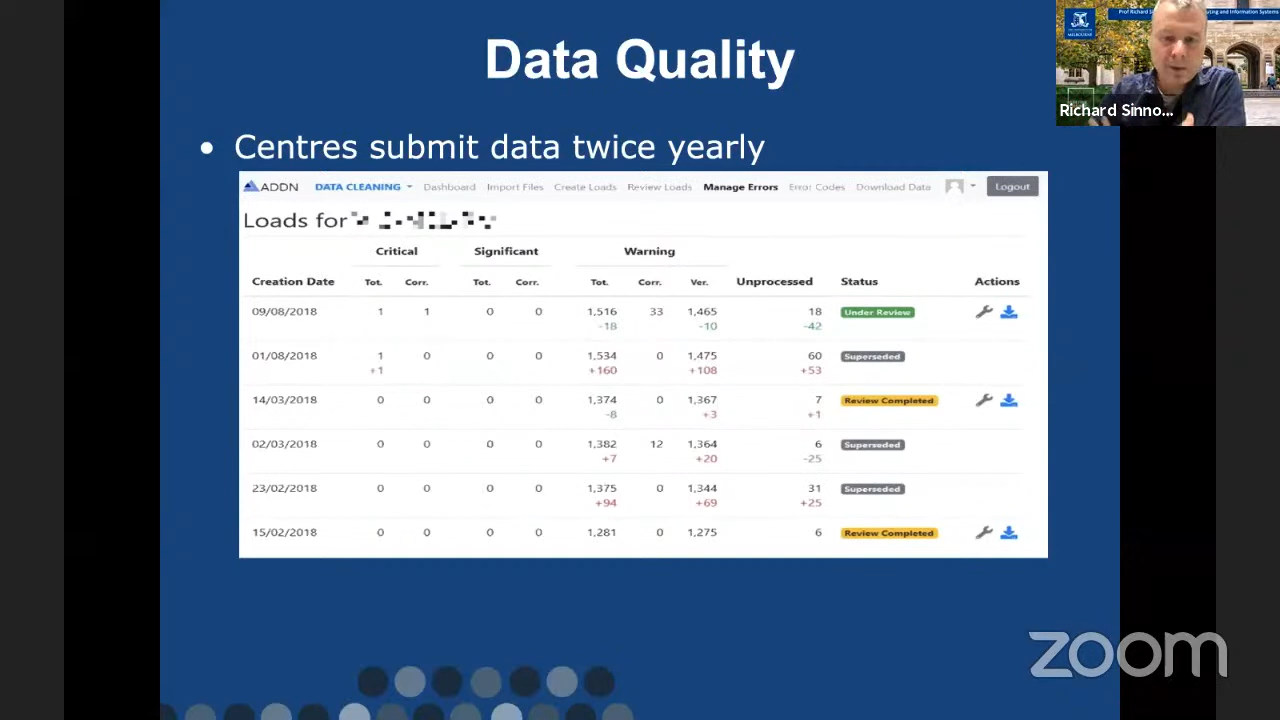 Data Quality
• Centres submit data twice yearly
ADDN DATA CLEANING Dashboard Import Files Create Loads Review Loads Manage Errors Error Codes Download Data Logout
Loads for
Critical Significant Warning
Creation Date Tot. Corr. Tot. Corr. Tot. Corr. Ver. Unprocessed Status Actions
09/08/2018 1 1 0 0 1,516 33 1,465 18 Under Review
-18 -10 -42
01/08/2018 1 0 0 0 1,534 0 1,475 60 Superseded
+1 +160 +108 +53
14/03/2018 0 0 0 0 1,374 0 1,367 7 Review Completed
-8 +3 +1
02/03/2018 0 0 0 0 1,382 12 1,364 6 Superseded
+7 +20 -25
23/02/2018 0 0 0 0 1,375 0 1,344 31 Superseded
+94 +69 +25
15/02/2018 0 0 0 0 1,281 0 1,275 6 Review Completed
Prof Richard
and Information Systems
MELBOURNE
Richard Sinno...
zoom